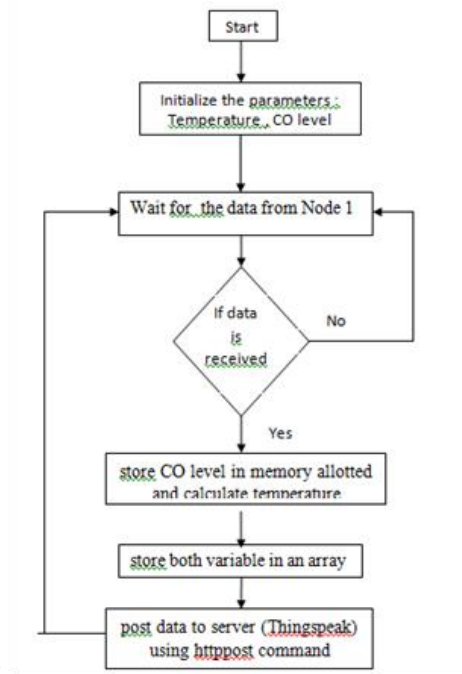 Start
Initialize the parameters :
Temperature , CO level
Wait for the data from Node 1
If data
is
received
No
Yes
store CO level in memory allotted
and calculate temperature
store both variable in an array
post data to server (Thingspeak)
using httppost command